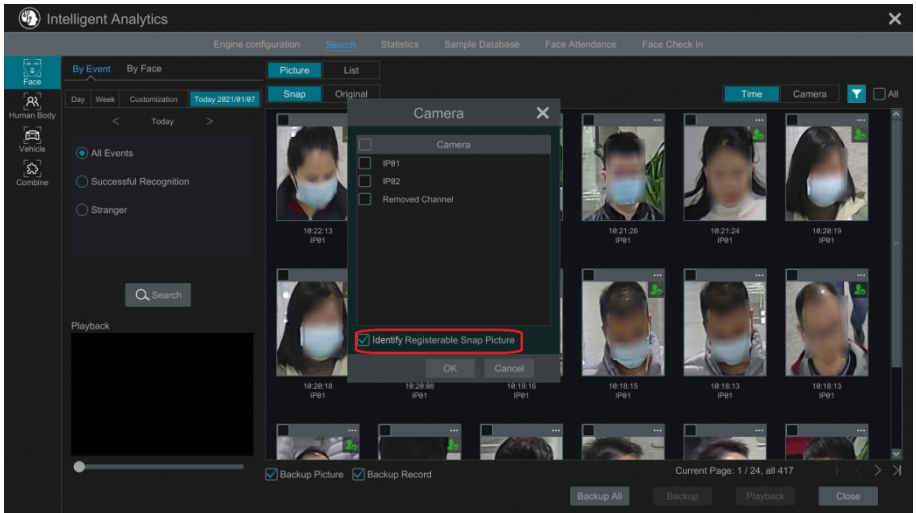 Intelligent Analytics
Engine configuration Search Statistics Sample Database Face Attendance Face Check In
Face
Human Body
Vehicle
Combine
By Event By Face
Day Week Customization Today 2021/01/07
< Today >
All Events
Successful Recognition
Stranger
Search
Playback
Picture List
Snap Original
Time Camera All
Camera
Camera
IP01
IP02
Removed Channel
Identify Registerable Snap Picture
OK Cancel
10:22:13
IP01
10:21:26
IP01
10:21:24
IP01
10:20:19
IP01
10:20:18
IP01
10:20:06
IP01
10:19:16
IP01
10:18:15
IP01
10:18:13
IP01
10:18:13
IP01
Backup Picture Backup Record
Current Page: 1 / 24, all 417
Backup All Backup Playback Close